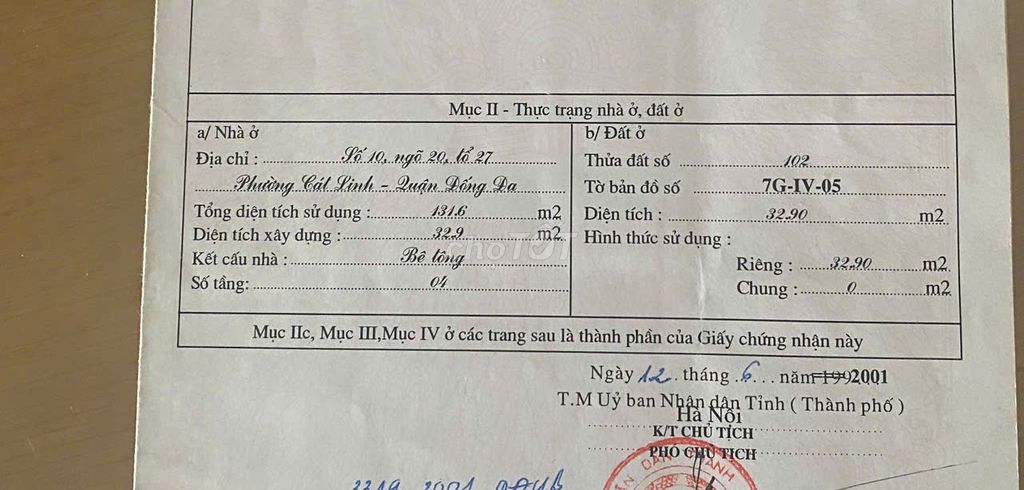 Mục II - Thực trạng nhà ở, đất ở
a/ Nhà ở
Địa chỉ : Số 10, ngõ 20, tổ 27
Phường Cát Linh - Quận Đống Đa
Tổng diện tích sử dụng : 131.6 m2
Diện tích xây dựng : 32.9 m2
Kết cấu nhà : Bê tông
Số tầng: 04
b/ Đất ở
Thửa đất số 102
Tờ bản đồ số 7G-IV-05
Diện tích : 32.90 m2
Hình thức sử dụng :
Riêng : 32.90 m2
Chung : 0 m2
choTỐT
Mục IIc, Mục III,Mục IV ở các trang sau là thành phần của Giấy chứng nhận này
Ngày 12 tháng 6 năm 199 2001
T.M Uỷ ban Nhân dân Tỉnh ( Thành phố )
Hà Nội
K/T CHỦ TỊCH
PHÓ CHỦ TỊCH
DÂN THÀNH